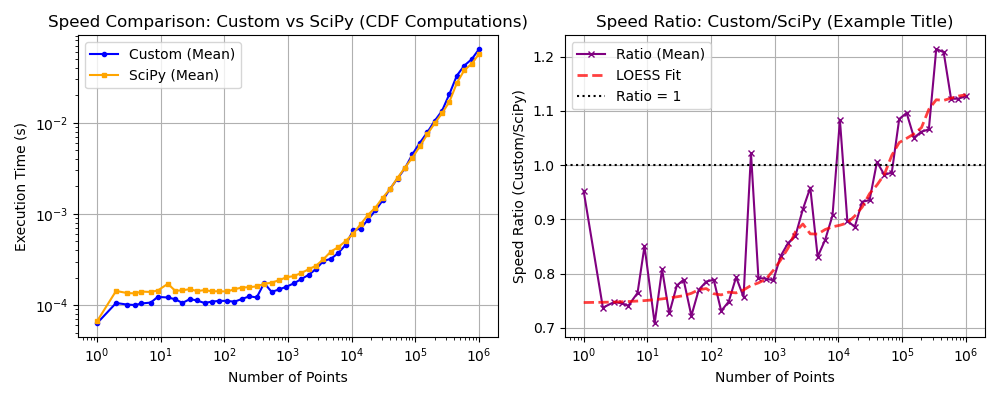 Speed Comparison: Custom vs SciPy (CDF Computations)
Custom (Mean)
SciPy (Mean)
Execution Time (s)
10⁻²
10⁻³
10⁻⁴
10⁰ 10¹ 10² 10³ 10⁴ 10⁵ 10⁶
Number of Points
Speed Ratio: Custom/SciPy (Example Title)
Ratio (Mean)
LOESS Fit
Ratio = 1
Speed Ratio (Custom/SciPy)
1.2
1.1
1.0
0.9
0.8
0.7
10⁰ 10¹ 10² 10³ 10⁴ 10⁵ 10⁶
Number of Points